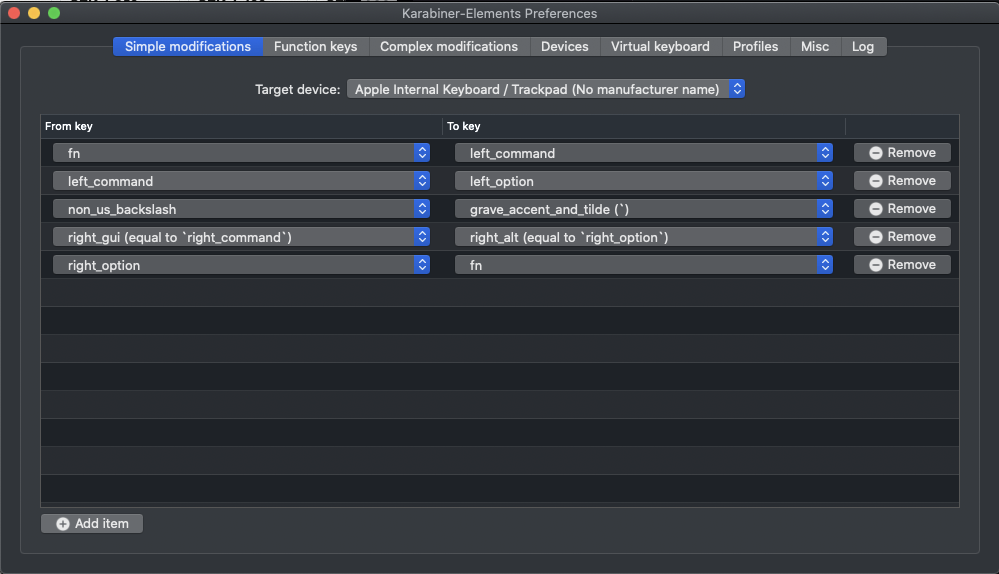 Karabiner-Elements Preferences
Simple modifications Function keys Complex modifications Devices Virtual keyboard Profiles Misc Log
Target device: Apple Internal Keyboard / Trackpad (No manufacturer name)
From key To key
fn left_command Remove
left_command left_option Remove
non_us_backslash grave_accent_and_tilde (`) Remove
right_gui (equal to `right_command`) right_alt (equal to `right_option`) Remove
right_option fn Remove
Add item